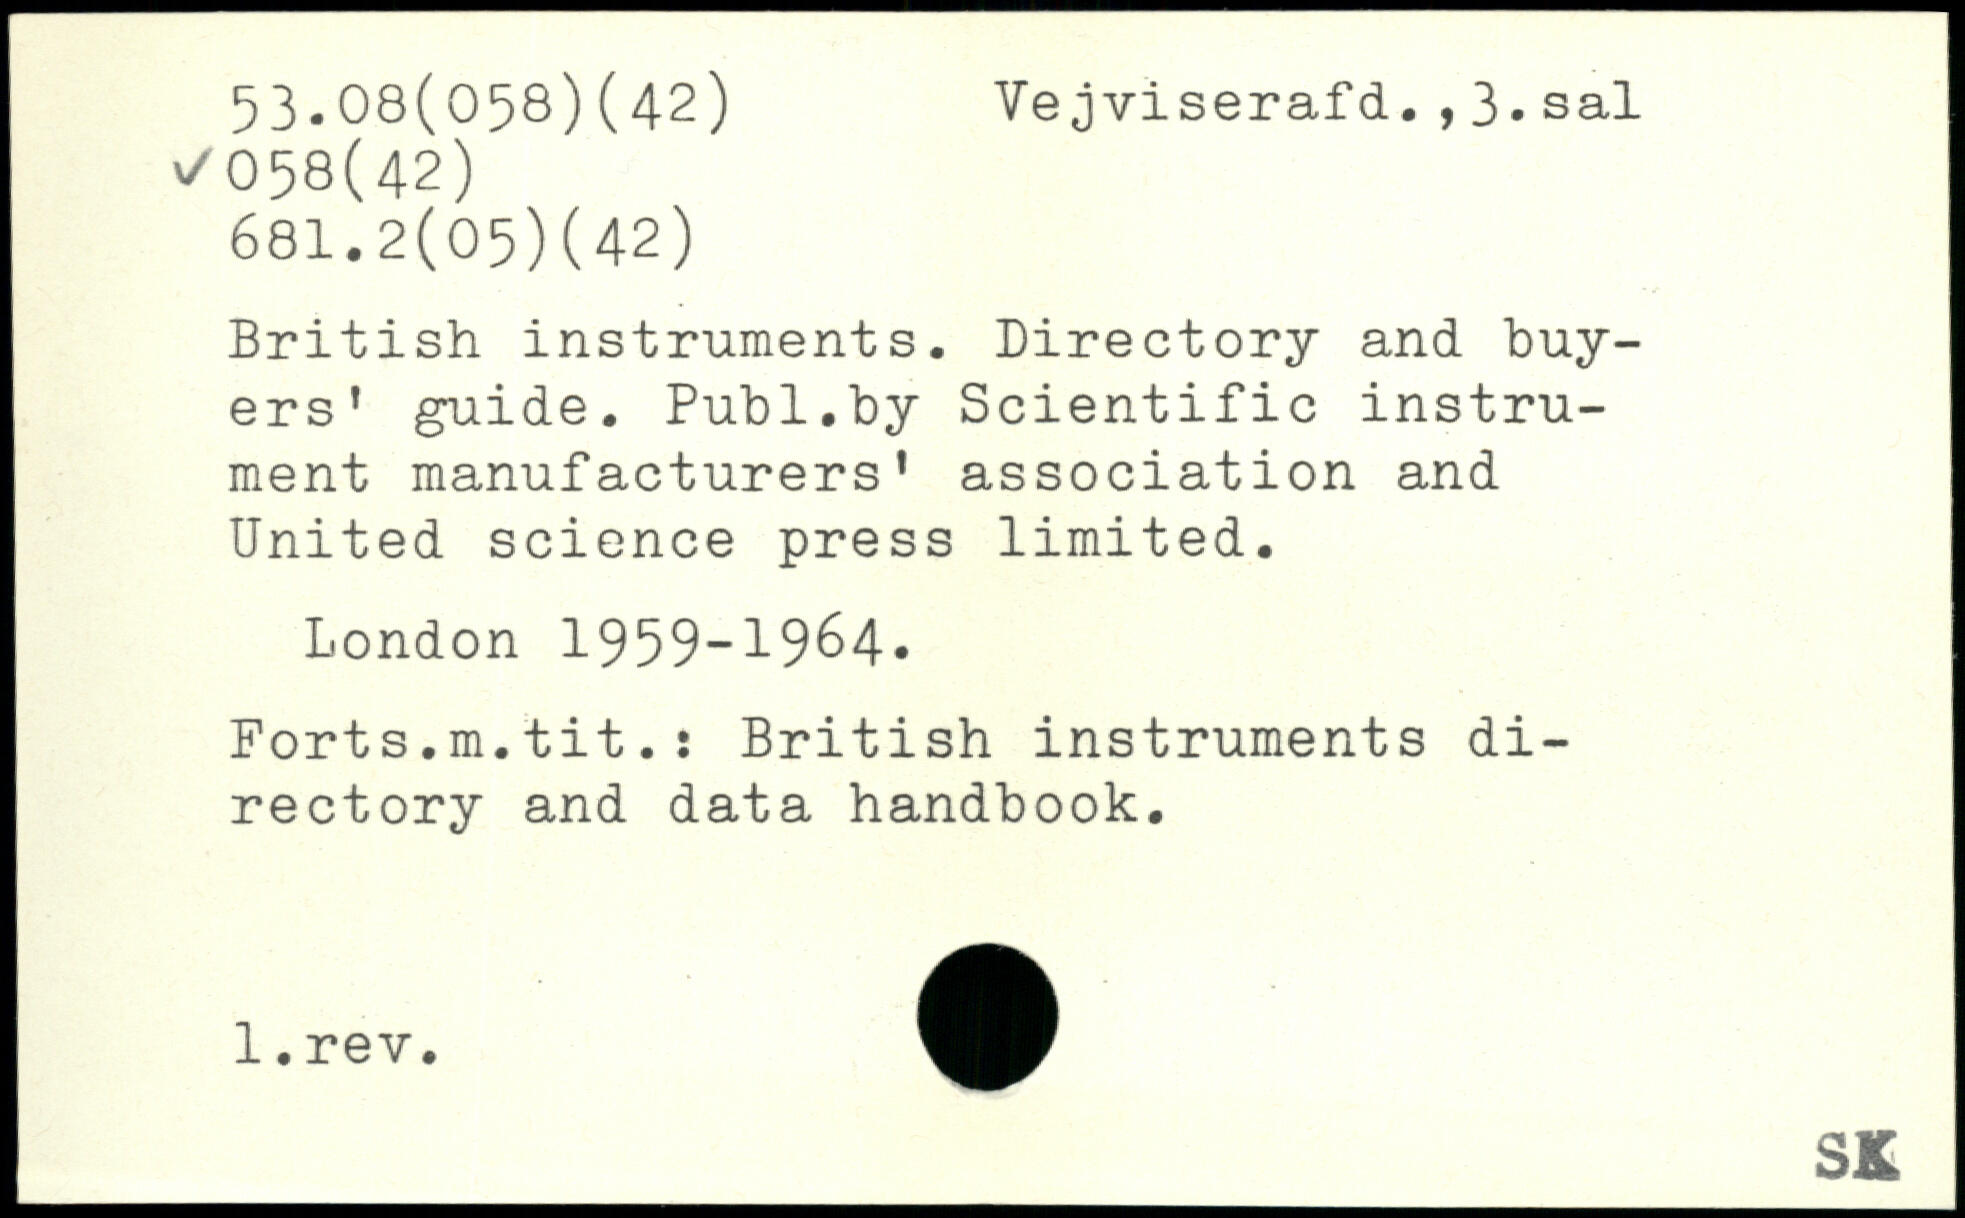 53.08(058)(42) Vejviserafd.,3.sal
✓058(42)
681.2(05)(42)
British instruments. Directory and buy-
ers' guide. Publ.by Scientific instru-
ment manufacturers' association and
United science press limited.
London 1959-1964.
Forts.m.tit.: British instruments di-
rectory and data handbook.
1.rev.
SK